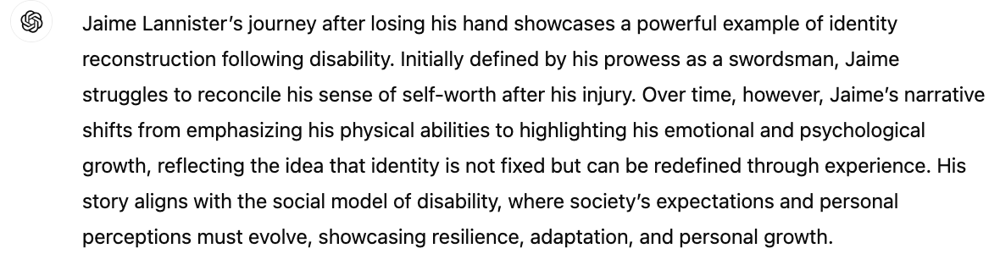 Jaime Lannister’s journey after losing his hand showcases a powerful example of identity
reconstruction following disability. Initially defined by his prowess as a swordsman, Jaime
struggles to reconcile his sense of self-worth after his injury. Over time, however, Jaime’s narrative
shifts from emphasizing his physical abilities to highlighting his emotional and psychological
growth, reflecting the idea that identity is not fixed but can be redefined through experience. His
story aligns with the social model of disability, where society’s expectations and personal
perceptions must evolve, showcasing resilience, adaptation, and personal growth.